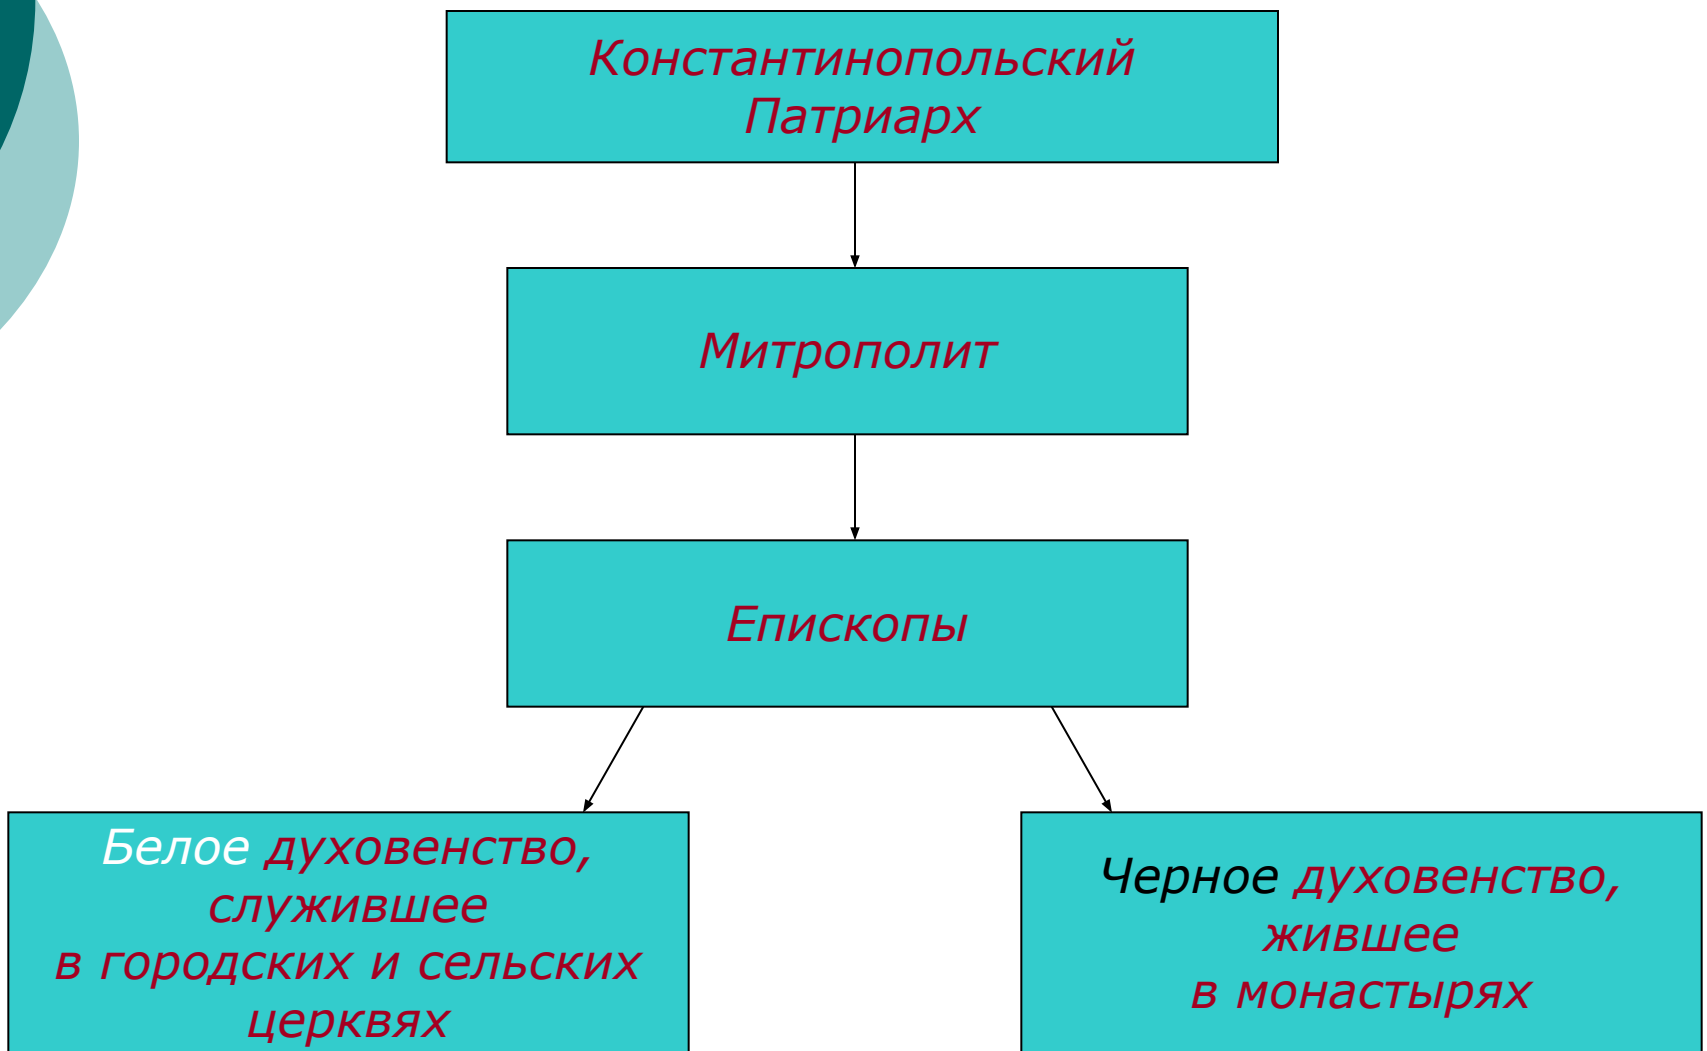 Константинопольский
Патриарх
Митрополит
Епископы
Белое духовенство,
служившее
в городских и сельских
церквях
Черное духовенство,
жившее
в монастырях